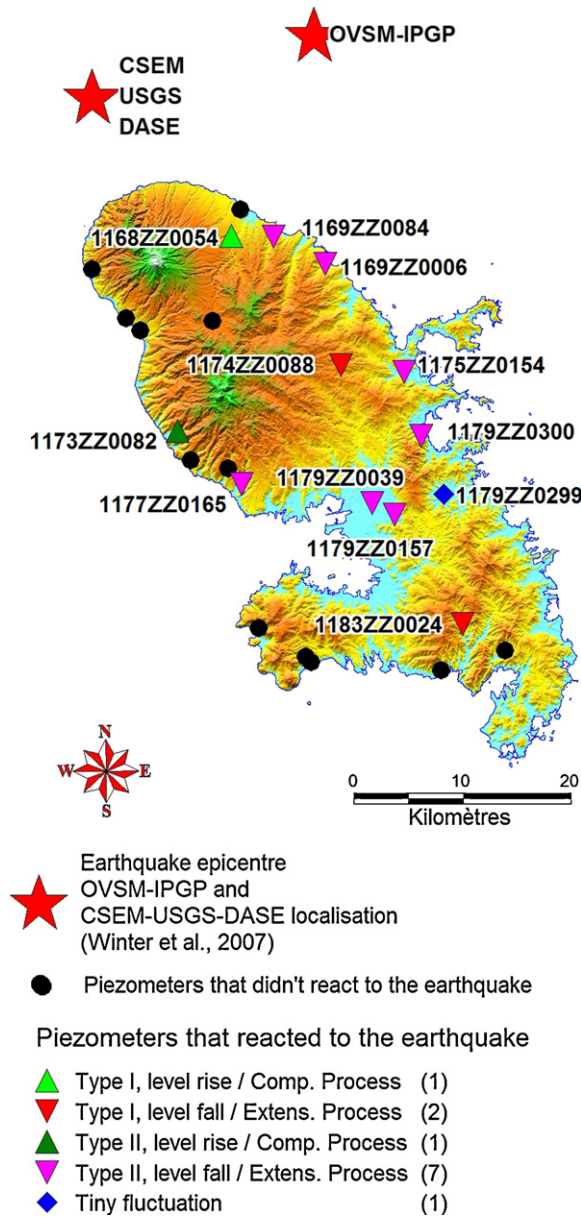 OVSM-IPGP
CSEM
USGS
DASE
1169ZZ0084
1168ZZ0054
1169ZZ0006
1174ZZ0088
1175ZZ0154
1173ZZ0082
1179ZZ0300
1179ZZ0039
1177ZZ0165
1179ZZ0299
1179ZZ0157
1183ZZ0024
N
W E
S
0 10 20
Kilomètres
Earthquake epicentre
OVSM-IPGP and
CSEM-USGS-DASE localisation
(Winter et al., 2007)
Piezometers that didn't react to the earthquake
Piezometers that reacted to the earthquake
Type I, level rise / Comp. Process (1)
Type I, level fall / Extens. Process (2)
Type II, level rise / Comp. Process (1)
Type II, level fall / Extens. Process (7)
Tiny fluctuation (1)